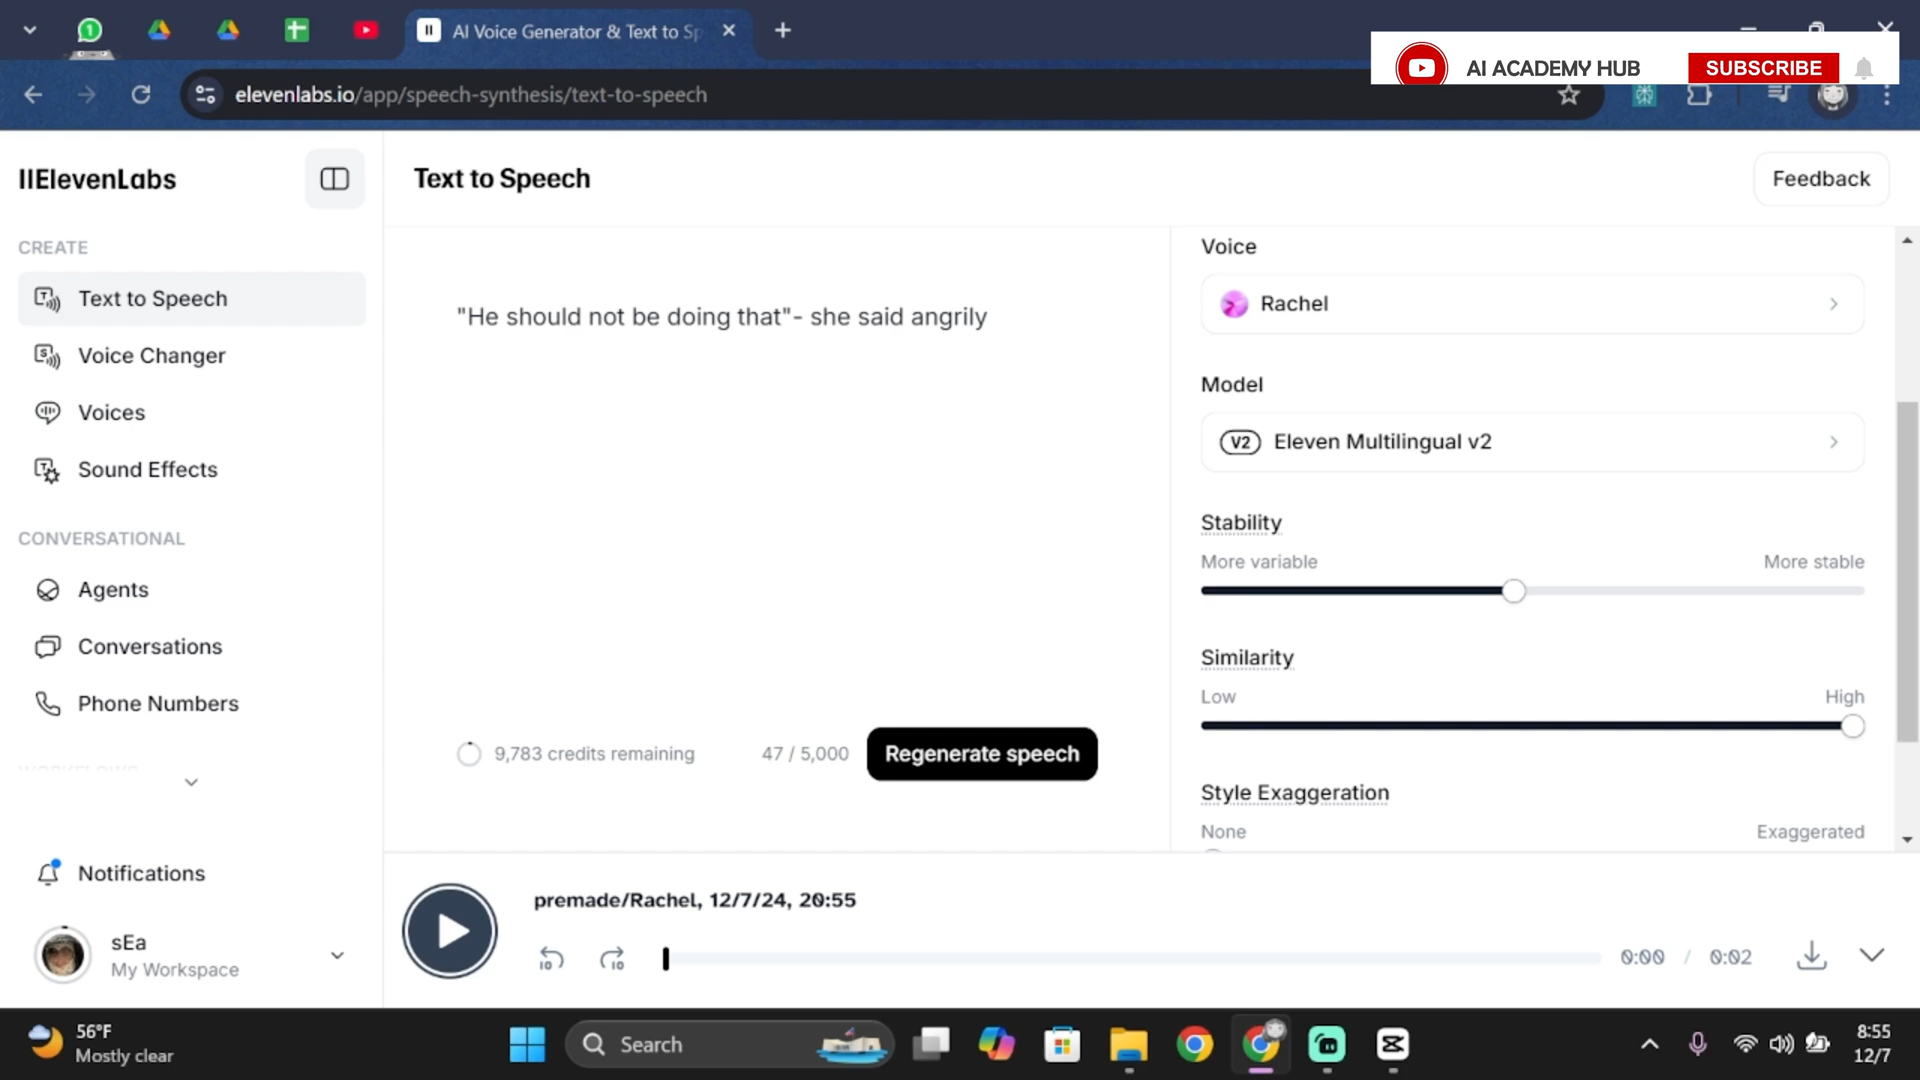 AI Voice Generator & Text to Sp
AI ACADEMY HUB
SUBSCRIBE
elevenlabs.io/app/speech-synthesis/text-to-speech
IIElevenLabs
Text to Speech
Feedback
CREATE
Text to Speech
Voice Changer
Voices
Sound Effects
CONVERSATIONAL
Agents
Conversations
Phone Numbers
WORKFLOWS
Notifications
sEa
My Workspace
"He should not be doing that"- she said angrily
9,783 credits remaining
47 / 5,000
Regenerate speech
Voice
Rachel
Model
V2 Eleven Multilingual v2
Stability
More variable More stable
Similarity
Low High
Style Exaggeration
None Exaggerated
premade/Rachel, 12/7/24, 20:55
10 10
0:00 / 0:02
56°F
Mostly clear
Search
8:55
12/7